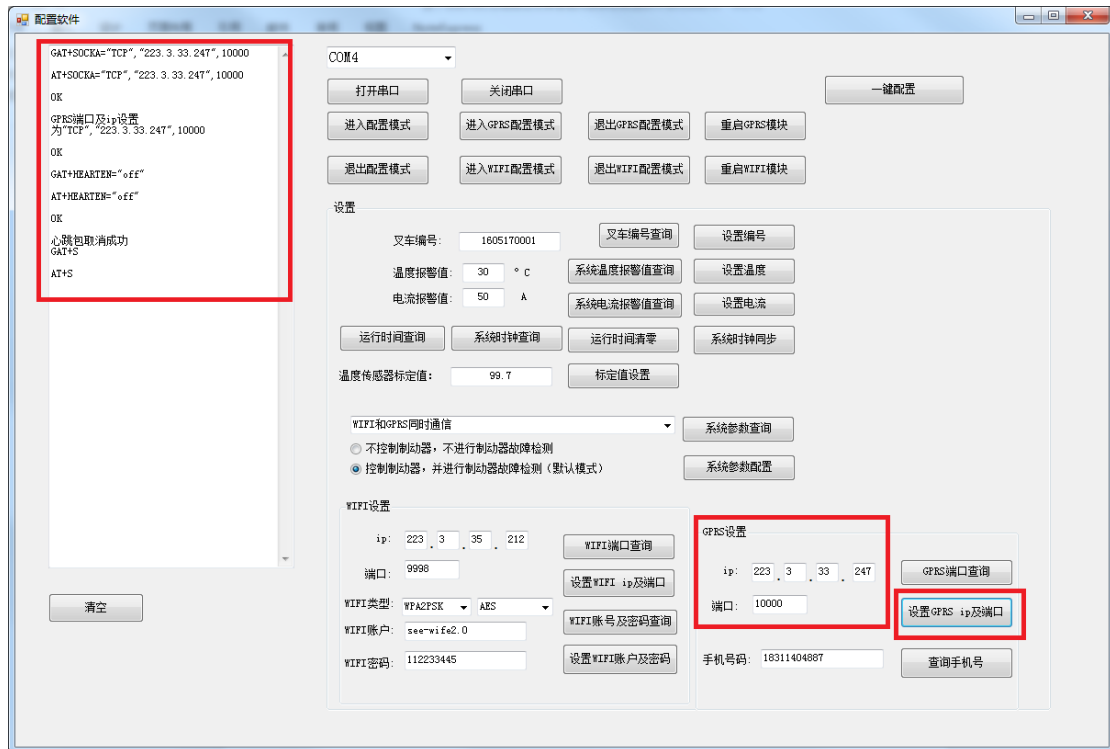 配置软件
GAT+SOCKA="TCP","223.3.33.247",10000
AT+SOCKA="TCP","223.3.33.247",10000
OK
GPRS端口及ip设置
为"TCP","223.3.33.247",10000
OK
GAT+HEARTEN="off"
AT+HEARTEN="off"
OK
心跳包取消成功
GAT+S
AT+S
清空
COM4
打开串口 关闭串口 一键配置
进入配置模式 进入GPRS配置模式 退出GPRS配置模式 重启GPRS模块
退出配置模式 进入WIFI配置模式 退出WIFI配置模式 重启WIFI模块
设置
叉车编号: 1605170001 叉车编号查询 设置编号
温度报警值: 30 ° C 系统温度报警值查询 设置温度
电流报警值: 50 A 系统电流报警值查询 设置电流
运行时间查询 系统时钟查询 运行时间清零 系统时钟同步
温度传感器标定值: 99.7 标定值设置
WIFI和GPRS同时通信 系统参数查询
不控制制动器，不进行制动器故障检测
控制制动器，并进行制动器故障检测（默认模式） 系统参数配置
WIFI设置
ip: 223 . 3 . 35 . 212 WIFI端口查询
端口: 9998 设置WIFI ip及端口
WIFI类型: WPA2PSK AES
WIFI账户: see-wife2.0 WIFI账号及密码查询
WIFI密码: 112233445 设置WIFI账户及密码
GPRS设置
ip: 223 . 3 . 33 . 247 GPRS端口查询
端口: 10000 设置GPRS ip及端口
手机号码: 18311404887 查询手机号